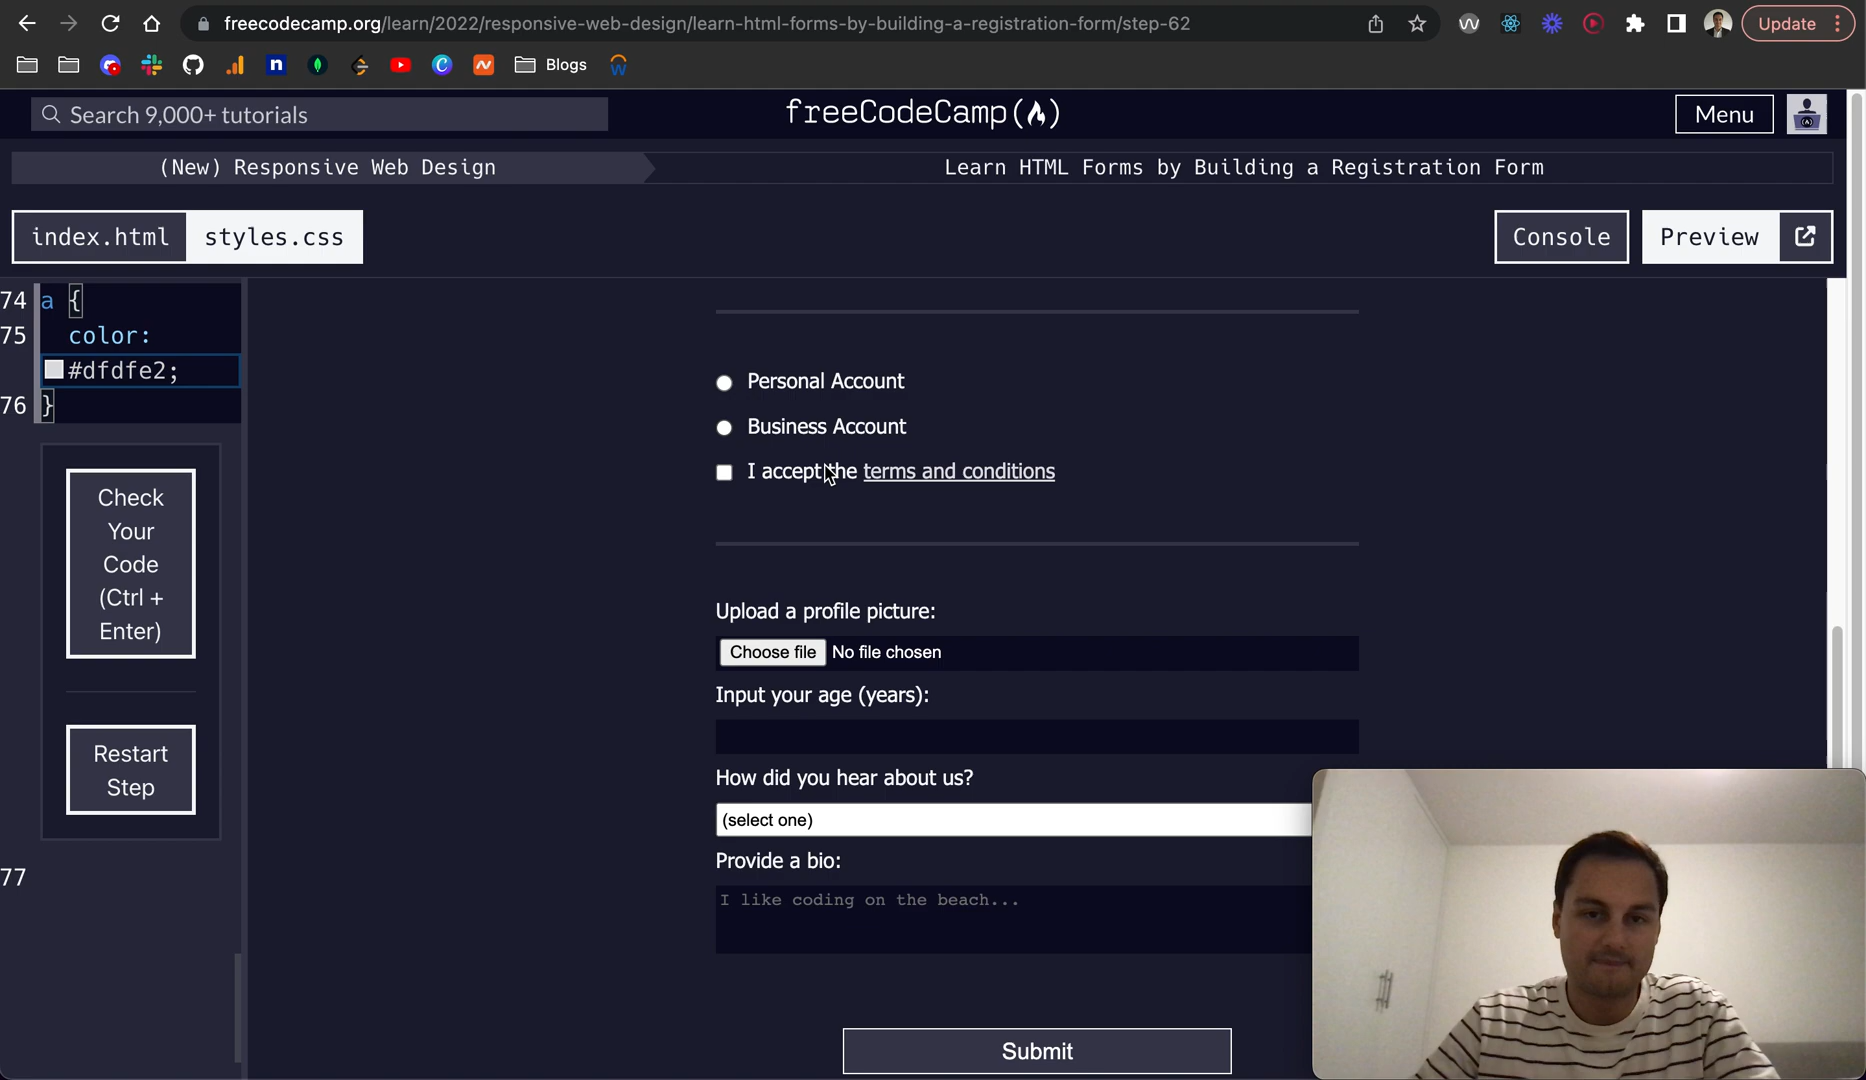 freecodecamp.org/learn/2022/responsive-web-design/learn-html-forms-by-building-a-registration-form/step-62
Update
Blogs
Search 9,000+ tutorials
freeCodeCamp
Menu
(New) Responsive Web Design
Learn HTML Forms by Building a Registration Form
index.html
styles.css
Console
Preview
74 a {
75 color:
#dfdfe2;
76 }
Check
Your
Code
(Ctrl +
Enter)
Restart
Step
77
Personal Account
Business Account
I accept the terms and conditions
Upload a profile picture:
Choose file No file chosen
Input your age (years):
How did you hear about us?
(select one)
Provide a bio:
I like coding on the beach...
Submit